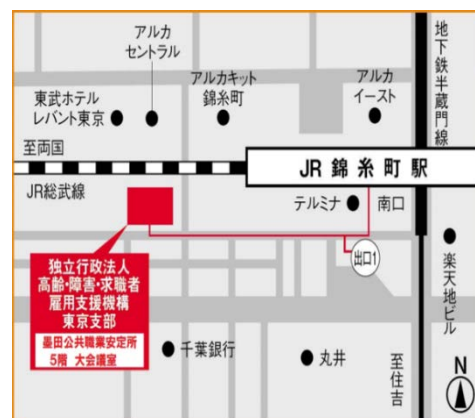 アルカ
セントラル
アルカキット
錦糸町
アルカ
イースト
東武ホテル
レバント東京
地下鉄半蔵門線
至両国
JR 錦糸町駅
JR総武線
テルミナ
南口
出口1
独立行政法人
高齢・障害・求職者
雇用支援機構
東京支部
墨田公共職業安定所
5階 大会議室
楽天地ビル
千葉銀行
丸井
至住吉
N